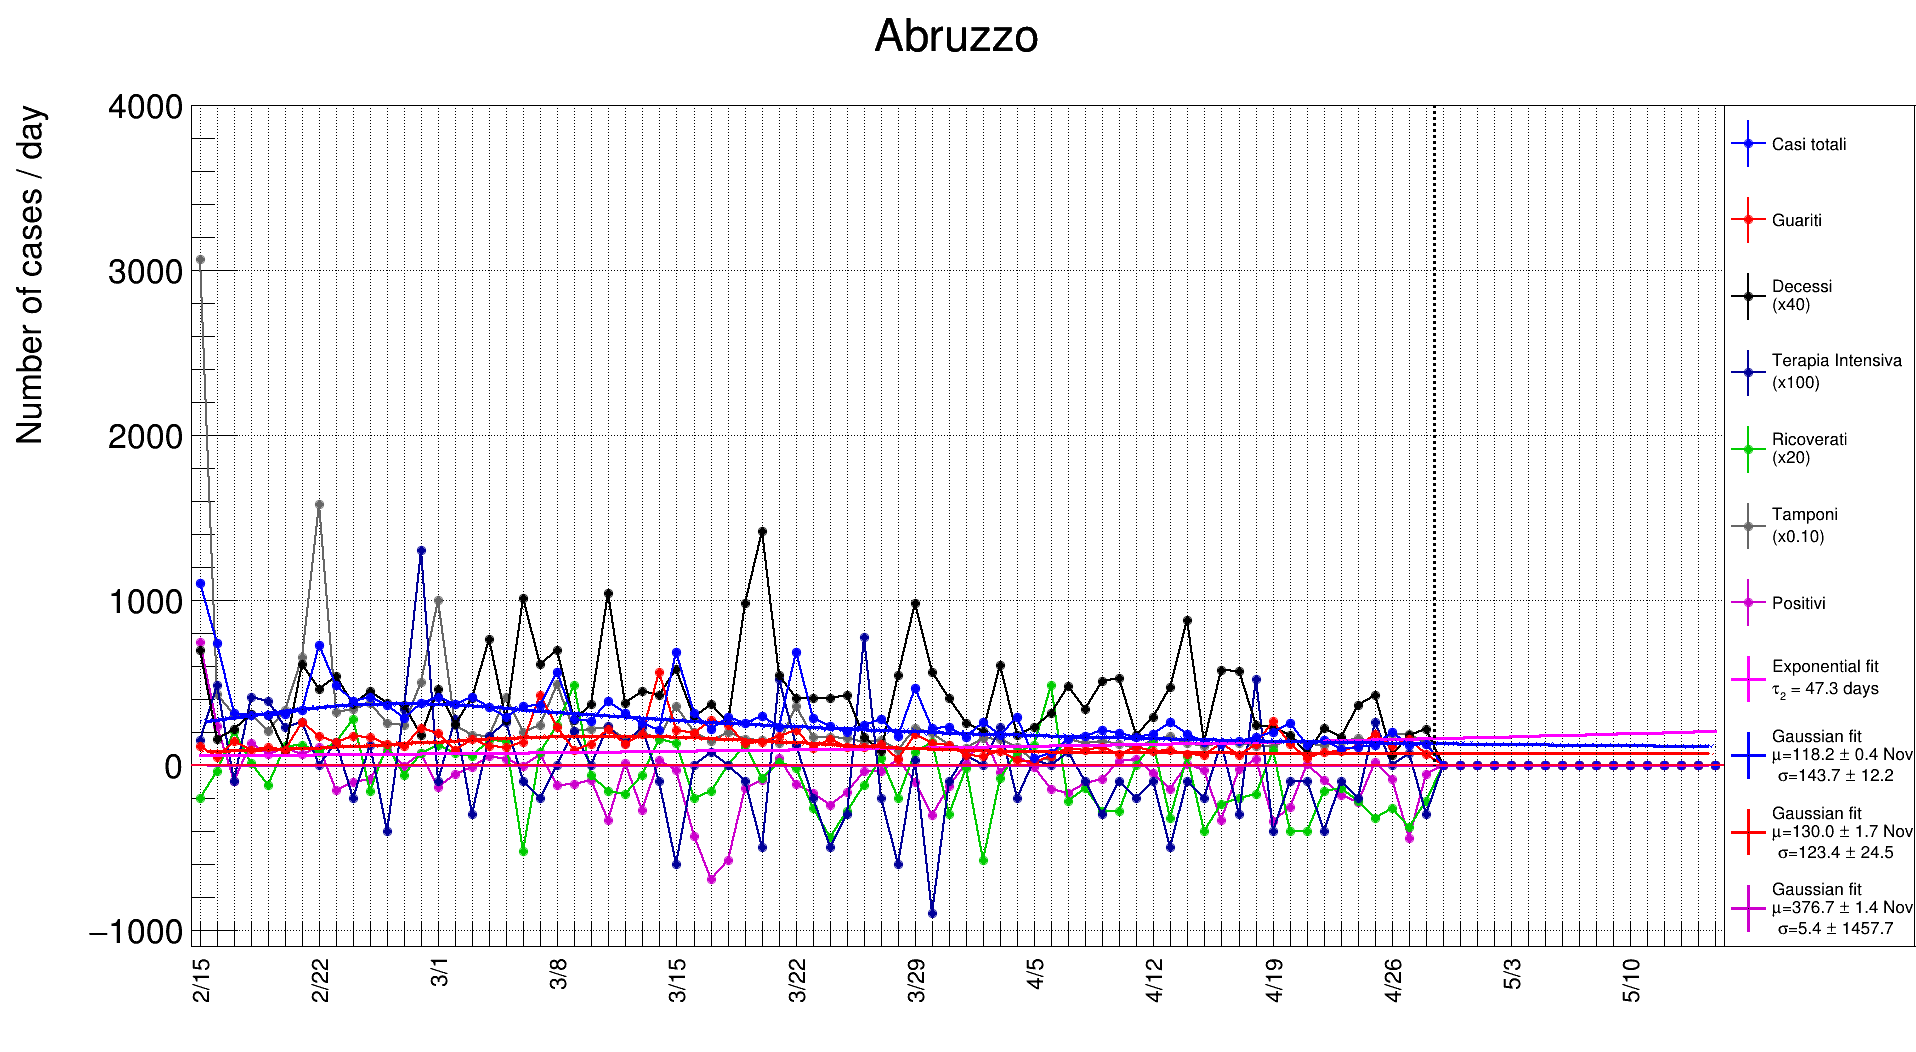 Abruzzo
Number of cases / day
4000
3000
2000
1000
0
−1000
2/15
2/22
3/1
3/8
3/15
3/22
3/29
4/5
4/12
4/19
4/26
5/3
5/10
Casi totali
Guariti
Decessi
(x40)
Terapia Intensiva
(x100)
Ricoverati
(x20)
Tamponi
(x0.10)
Positivi
Exponential fit
τ2 = 47.3 days
Gaussian fit
μ=118.2 ± 0.4 Nov
σ=143.7 ± 12.2
Gaussian fit
μ=130.0 ± 1.7 Nov
σ=123.4 ± 24.5
Gaussian fit
μ=376.7 ± 1.4 Nov
σ=5.4 ± 1457.7